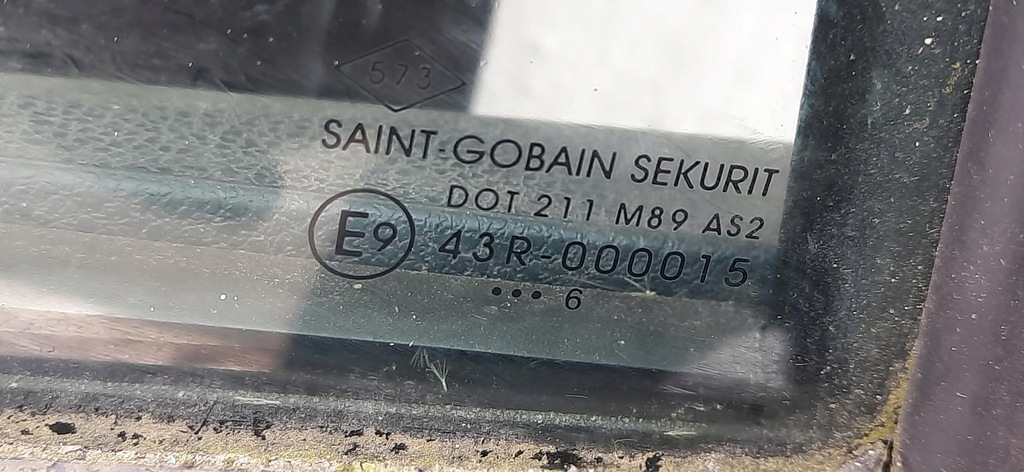 573
SAINT-GOBAIN SEKURIT
DOT 211 M89 AS2
E9 43R-000015
••• 6